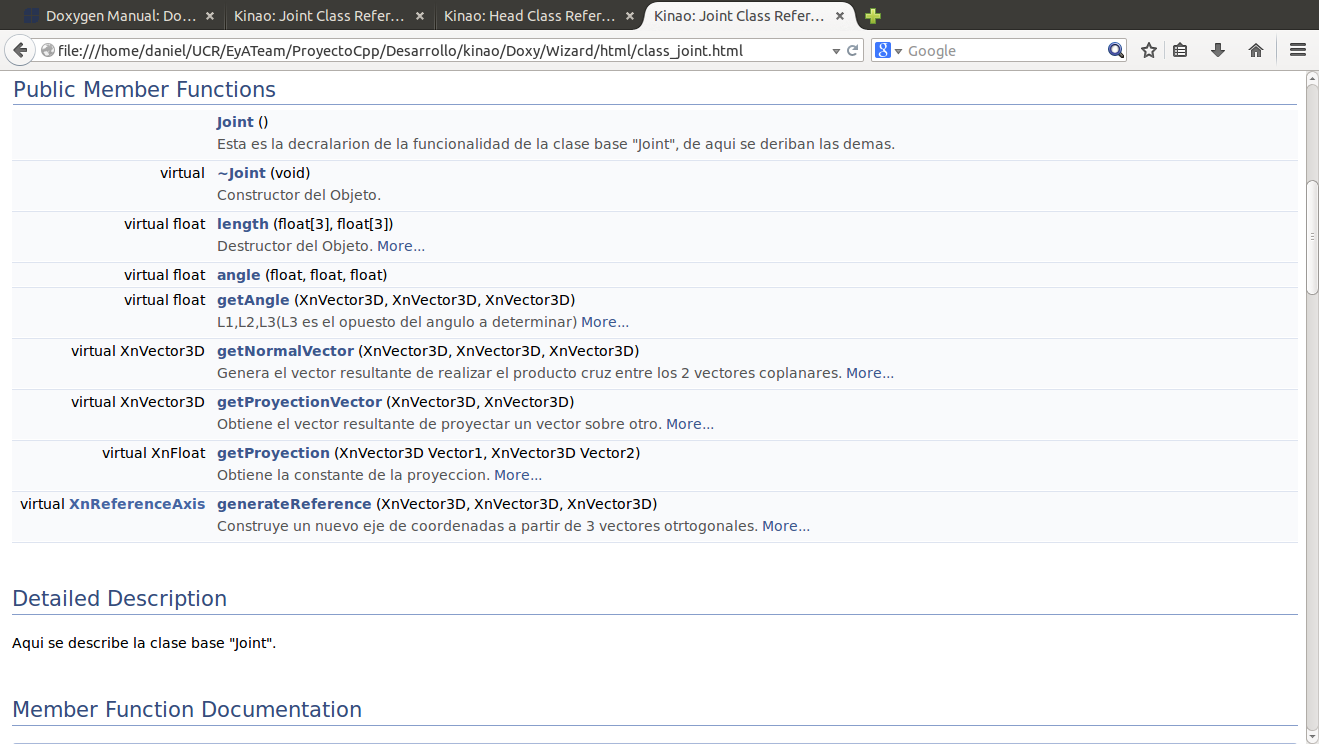 Doxygen Manual: Do... × Kinao: Joint Class Refer... × Kinao: Head Class Refer... × Kinao: Joint Class Refer... ×
file:///home/daniel/UCR/EyATeam/ProyectoCpp/Desarrollo/kinao/Doxy/Wizard/html/class_joint.html 8 Google
Public Member Functions
Joint ()
Esta es la decralarion de la funcionalidad de la clase base "Joint", de aqui se deriban las demas.
virtual ~Joint (void)
Constructor del Objeto.
virtual float length (float[3], float[3])
Destructor del Objeto. More...
virtual float angle (float, float, float)
virtual float getAngle (XnVector3D, XnVector3D, XnVector3D)
L1,L2,L3(L3 es el opuesto del angulo a determinar) More...
virtual XnVector3D getNormalVector (XnVector3D, XnVector3D, XnVector3D)
Genera el vector resultante de realizar el producto cruz entre los 2 vectores coplanares. More...
virtual XnVector3D getProyectionVector (XnVector3D, XnVector3D)
Obtiene el vector resultante de proyectar un vector sobre otro. More...
virtual XnFloat getProyection (XnVector3D Vector1, XnVector3D Vector2)
Obtiene la constante de la proyeccion. More...
virtual XnReferenceAxis generateReference (XnVector3D, XnVector3D, XnVector3D)
Construye un nuevo eje de coordenadas a partir de 3 vectores otrtogonales. More...
Detailed Description
Aqui se describe la clase base "Joint".
Member Function Documentation